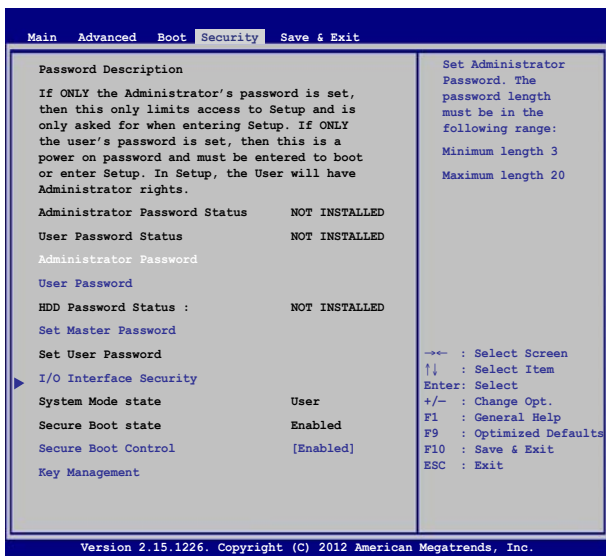 Main Advanced Boot Security Save & Exit
Password Description
If ONLY the Administrator's password is set,
then this only limits access to Setup and is
only asked for when entering Setup. If ONLY
the user's password is set, then this is a
power on password and must be entered to boot
or enter Setup. In Setup, the User will have
Administrator rights.
Administrator Password Status NOT INSTALLED
User Password Status NOT INSTALLED
Administrator Password
User Password
HDD Password Status : NOT INSTALLED
Set Master Password
Set User Password
I/O Interface Security
System Mode state User
Secure Boot state Enabled
Secure Boot Control [Enabled]
Key Management
Set Administrator
Password. The
password length
must be in the
following range:
Minimum length 3
Maximum length 20
→← : Select Screen
↑↓ : Select Item
Enter: Select
+/— : Change Opt.
F1 : General Help
F9 : Optimized Defaults
F10 : Save & Exit
ESC : Exit
Version 2.15.1226. Copyright (C) 2012 American Megatrends, Inc.